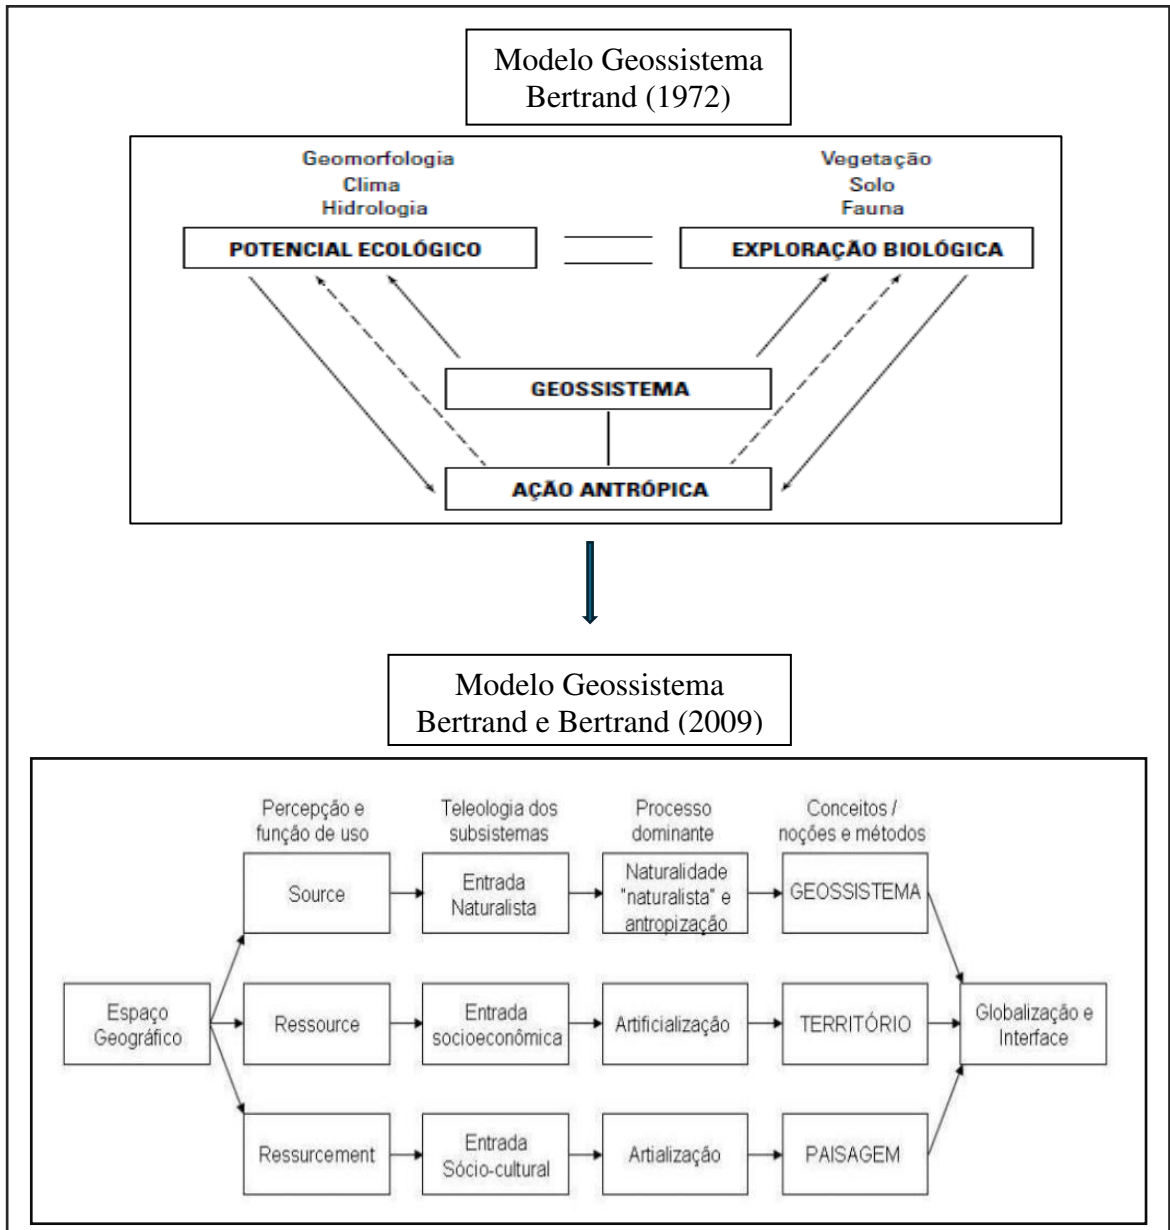 Modelo Geossistema
Bertrand (1972)
Geomorfologia
Clima
Hidrologia
POTENCIAL ECOLÓGICO
Vegetação
Solo
Fauna
EXPLORAÇÃO BIOLÓGICA
GEOSSISTEMA
AÇÃO ANTRÓPICA
Modelo Geossistema
Bertrand e Bertrand (2009)
Percepção e
função de uso
Teleologia dos
subsistemas
Processo
dominante
Conceitos /
noções e métodos
Source
Entrada
Naturalista
Naturalidade
"naturalista" e
antropização
GEOSSISTEMA
Espaço
Geográfico
Ressource
Entrada
socioeconômica
Artificialização
TERRITÓRIO
Globalização e
Interface
Ressurcement
Entrada
Sócio-cultural
Artialização
PAISAGEM